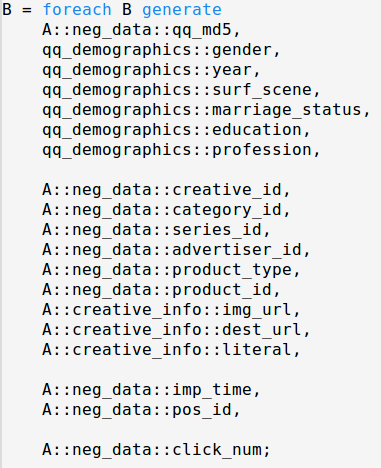 B = foreach B generate
A::neg_data::qq_md5,
qq_demographics::gender,
qq_demographics::year,
qq_demographics::surf_scene,
qq_demographics::marriage_status,
qq_demographics::education,
qq_demographics::profession,
A::neg_data::creative_id,
A::neg_data::category_id,
A::neg_data::series_id,
A::neg_data::advertiser_id,
A::neg_data::product_type,
A::neg_data::product_id,
A::creative_info::img_url,
A::creative_info::dest_url,
A::creative_info::literal,
A::neg_data::imp_time,
A::neg_data::pos_id,
A::neg_data::click_num;